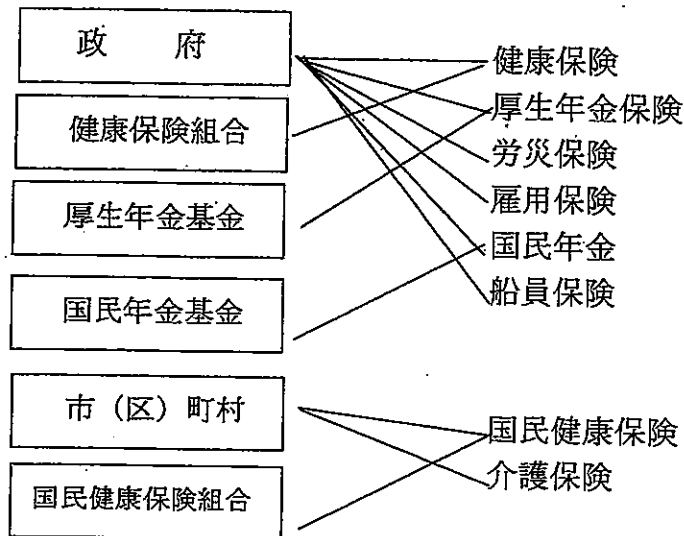 政　府
健康保険組合
厚生年金基金
国民年金基金
市（区）町村
国民健康保険組合
健康保険
厚生年金保険
労災保険
雇用保険
国民年金
船員保険
国民健康保険
介護保険